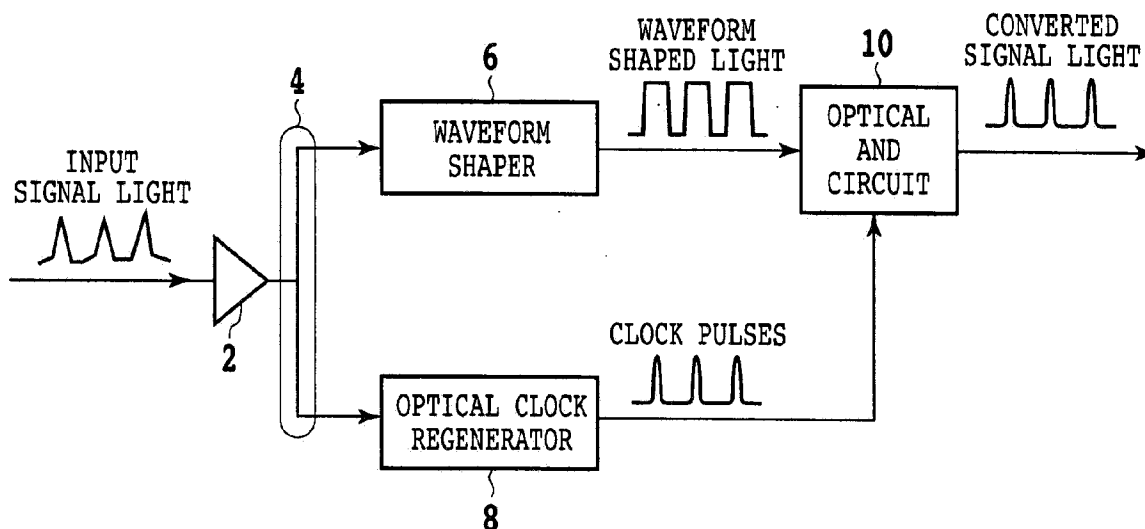 INPUT
SIGNAL LIGHT
2
4
6
WAVEFORM
SHAPER
WAVEFORM
SHAPED LIGHT
10
OPTICAL
AND
CIRCUIT
CONVERTED
SIGNAL LIGHT
CLOCK PULSES
OPTICAL CLOCK
REGENERATOR
8